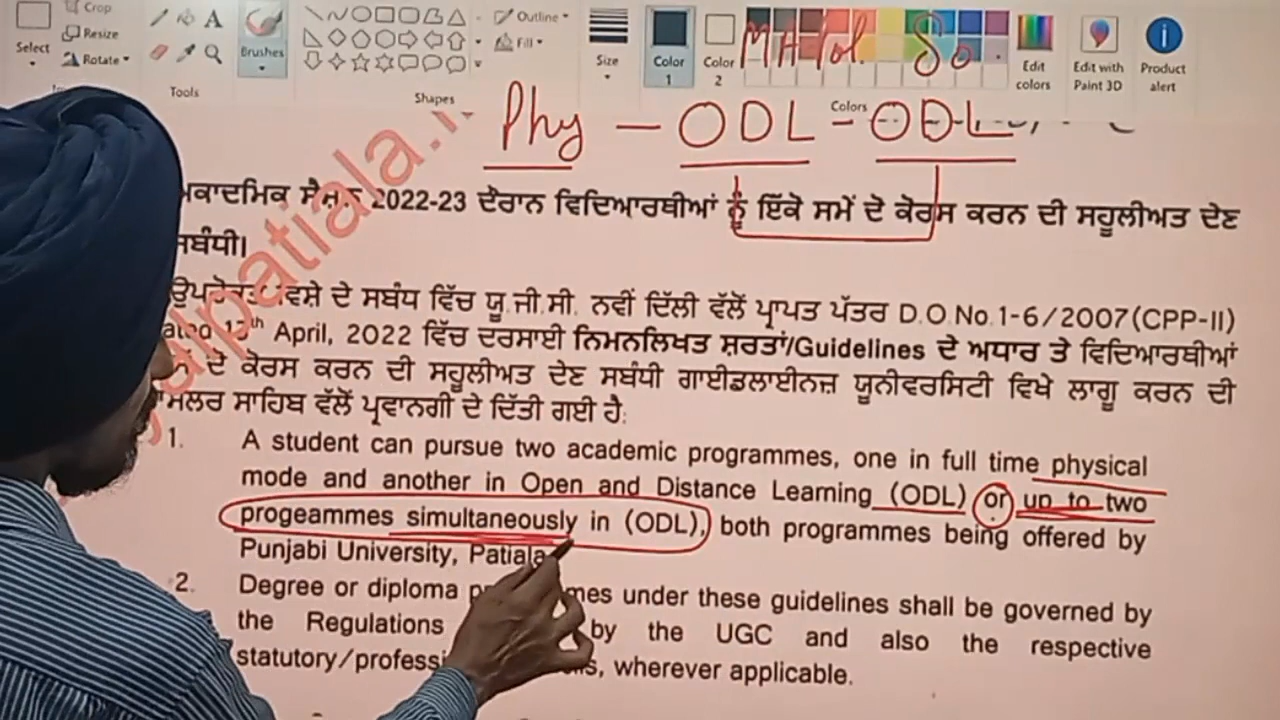 Crop
Resize
Rotate
Select
Tools
Brushes
Shapes
Outline
Fill
Size
Color 1
Color 2
Colors
Edit colors
Edit with Paint 3D
Product alert
MA Pol. So.
Phy — ODL — ODL
ਅਕਾਦਮਿਕ ਸੈਸ਼ਨ 2022-23 ਦੌਰਾਨ ਵਿਦਿਆਰਥੀਆਂ ਨੂੰ ਇੱਕੋ ਸਮੇਂ ਦੋ ਕੋਰਸ ਕਰਨ ਦੀ ਸਹੂਲੀਅਤ ਦੇਣ
ਸਬੰਧੀ।
ਉਪਰੋਕਤ ਵਿਸ਼ੇ ਦੇ ਸਬੰਧ ਵਿੱਚ ਯੂ.ਜੀ.ਸੀ. ਨਵੀਂ ਦਿੱਲੀ ਵੱਲੋਂ ਪ੍ਰਾਪਤ ਪੱਤਰ D.O.No.1-6/2007(CPP-II)
April, 2022 ਵਿੱਚ ਦਰਸਾਈ ਨਿਮਨਲਿਖਤ ਸ਼ਰਤਾਂ/Guidelines ਦੇ ਅਧਾਰ ਤੇ ਵਿਦਿਆਰਥੀਆਂ
ਦੇ ਕੋਰਸ ਕਰਨ ਦੀ ਸਹੂਲੀਅਤ ਦੇਣ ਸਬੰਧੀ ਗਾਈਡਲਾਈਨਜ਼ ਯੂਨੀਵਰਸਿਟੀ ਵਿਖੇ ਲਾਗੂ ਕਰਨ ਦੀ
ਸਾਹਿਬ ਵੱਲੋਂ ਪ੍ਰਵਾਨਗੀ ਦੇ ਦਿੱਤੀ ਗਈ ਹੈ:
1. A student can pursue two academic programmes, one in full time physical
mode and another in Open and Distance Learning (ODL) or up to two
progeammes simultaneously in (ODL), both programmes being offered by
Punjabi University, Patiala
2. Degree or diploma under these guidelines shall be governed by
the Regulations by the UGC and also the respective
statutory/ wherever applicable.